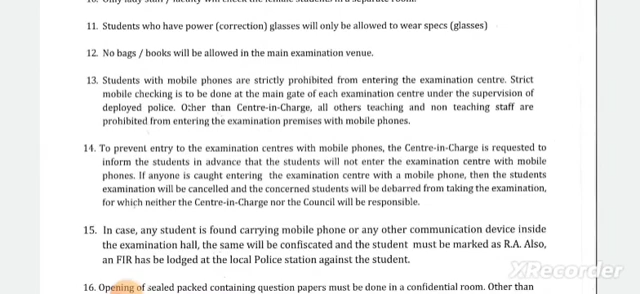 11. Students who have power (correction) glasses will only be allowed to wear specs (glasses)
12. No bags / books will be allowed in the main examination venue.
13. Students with mobile phones are strictly prohibited from entering the examination centre. Strict
mobile checking is to be done at the main gate of each examination centre under the supervision of
deployed police. Other than Centre-in-Charge, all others teaching and non teaching staff are
prohibited from entering the examination premises with mobile phones.
14. To prevent entry to the examination centres with mobile phones, the Centre-in-Charge is requested to
inform the students in advance that the students will not enter the examination centre with mobile
phones. If anyone is caught entering the examination centre with a mobile phone, then the students
examination will be cancelled and the concerned students will be debarred from taking the examination,
for which neither the Centre-in-Charge nor the Council will be responsible.
15. In case, any student is found carrying mobile phone or any other communication device inside
the examination hall, the same will be confiscated and the student must be marked as R.A. Also,
an FIR has be lodged at the local Police station against the student.
XRecorder
16. Opening of sealed packed containing question papers must be done in a confidential room. Other than